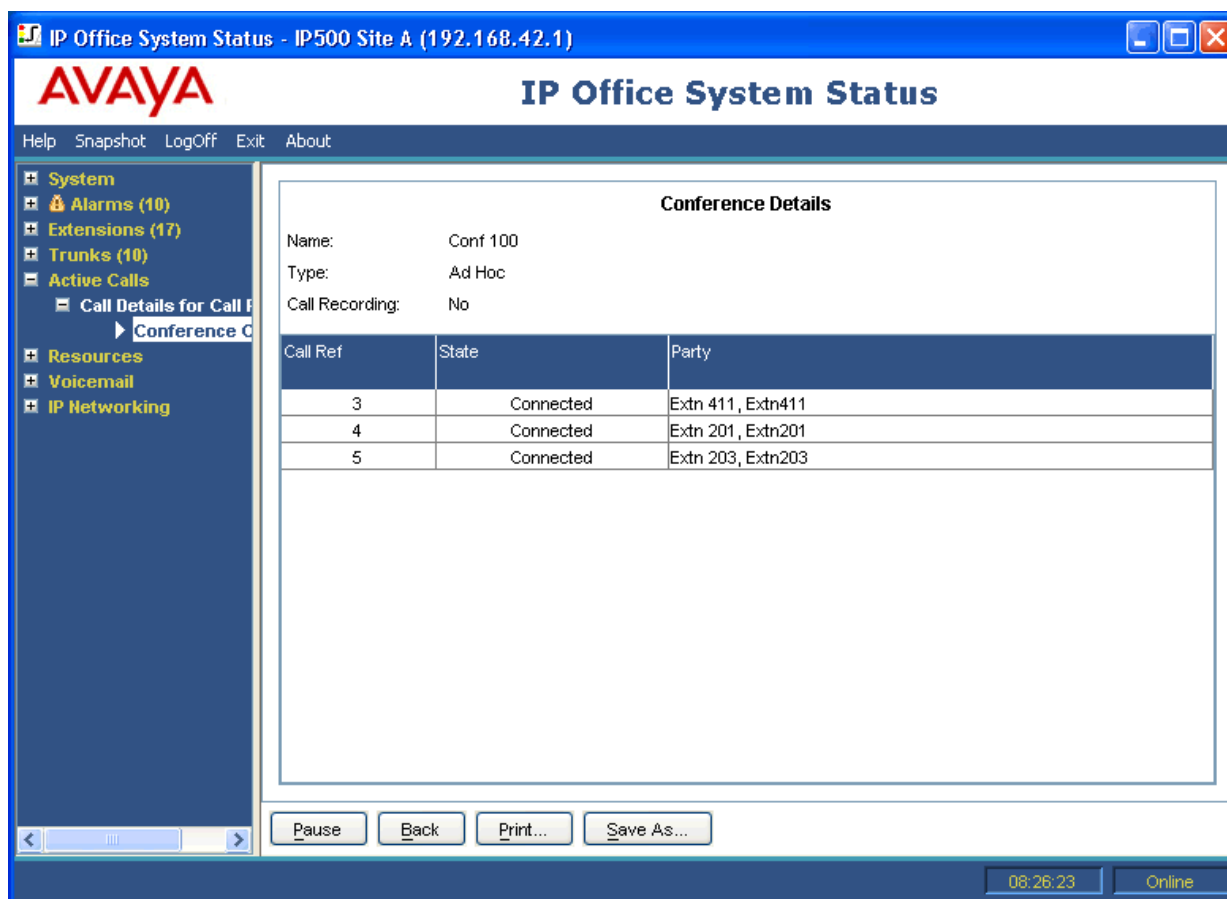 IP Office System Status - IP500 Site A (192.168.42.1)
AVAYA
IP Office System Status
Help Snapshot LogOff Exit About
System
Alarms (10)
Extensions (17)
Trunks (10)
Active Calls
Call Details for Call
Conference
Resources
Voicemail
IP Networking
Conference Details
Name: Conf 100
Type: Ad Hoc
Call Recording: No
Call Ref State Party
3 Connected Extn 411, Extn411
4 Connected Extn 201, Extn201
5 Connected Extn 203, Extn203
Pause Back Print... Save As...
08:26:23 Online